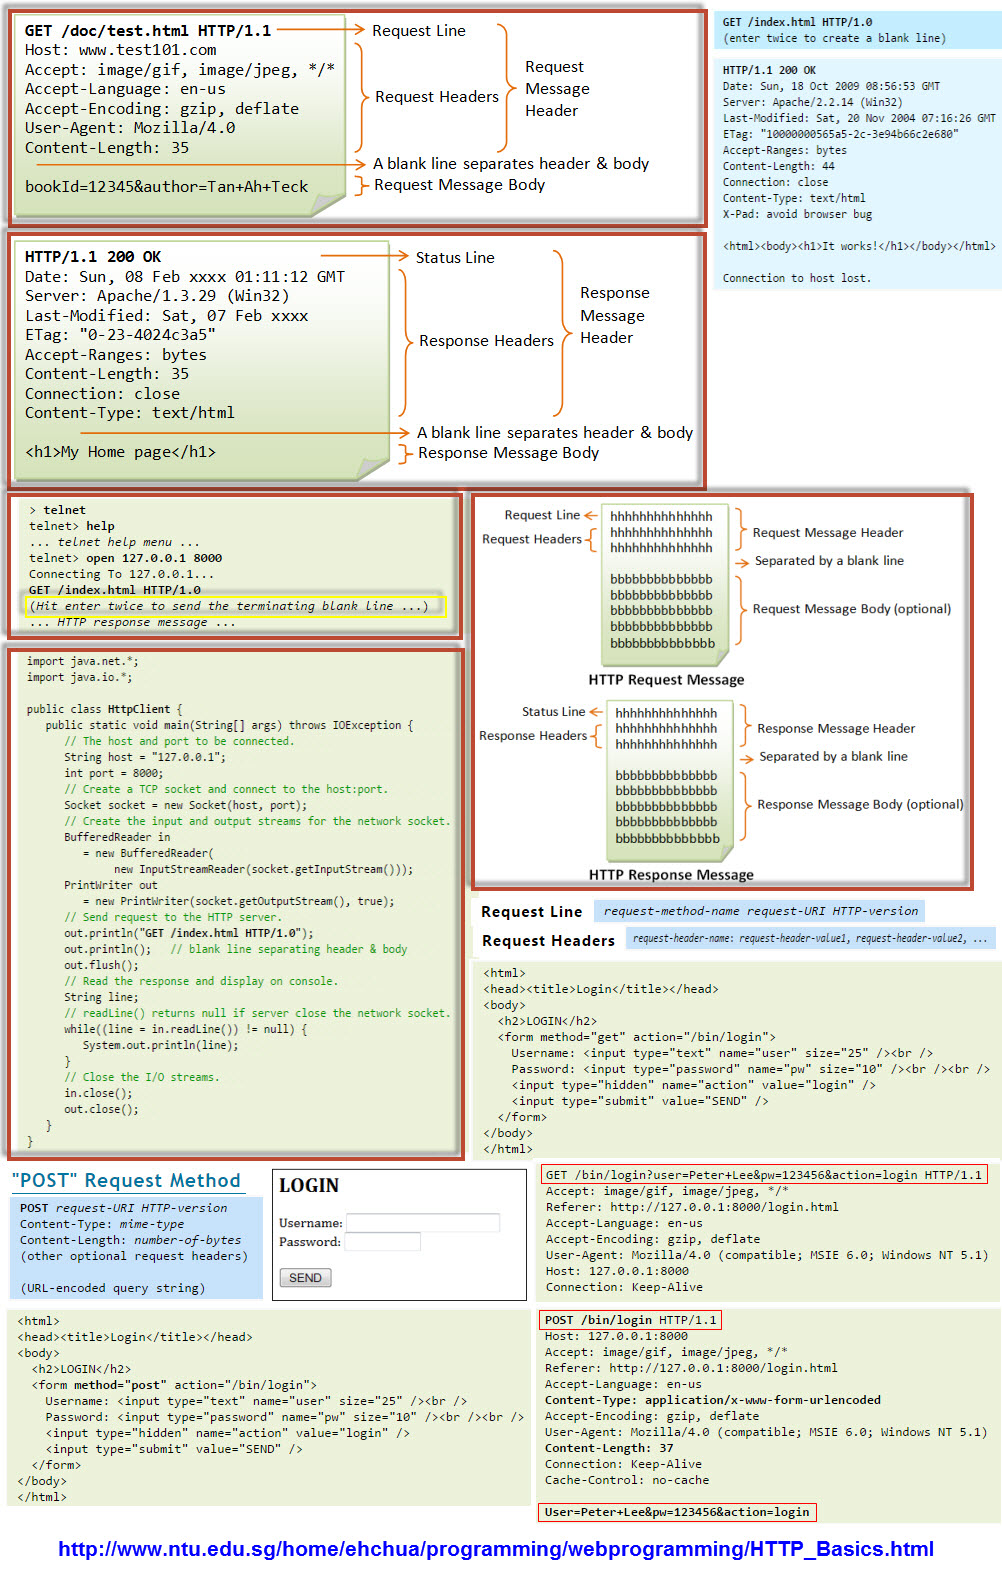 GET /doc/test.html HTTP/1.1
Host: www.test101.com
Accept: image/gif, image/jpeg, */*
Accept-Language: en-us
Accept-Encoding: gzip, deflate
User-Agent: Mozilla/4.0
Content-Length: 35
bookId=12345&author=Tan+Ah+Teck
Request Line
Request Headers
Request
Message
Header
A blank line separates header & body
Request Message Body
GET /index.html HTTP/1.0
(enter twice to create a blank line)
HTTP/1.1 200 OK
Date: Sun, 18 Oct 2009 08:56:53 GMT
Server: Apache/2.2.14 (Win32)
Last-Modified: Sat, 20 Nov 2004 07:16:26 GMT
ETag: "10000000565a5-2c-3e94b66c2e680"
Accept-Ranges: bytes
Content-Length: 44
Connection: close
Content-Type: text/html
X-Pad: avoid browser bug
<html><body><h1>It works!</h1></body></html>
Connection to host lost.
HTTP/1.1 200 OK
Date: Sun, 08 Feb xxxx 01:11:12 GMT
Server: Apache/1.3.29 (Win32)
Last-Modified: Sat, 07 Feb xxxx
ETag: "0-23-4024c3a5"
Accept-Ranges: bytes
Content-Length: 35
Connection: close
Content-Type: text/html
<h1>My Home page</h1>
Status Line
Response Headers
Response
Message
Header
A blank line separates header & body
Response Message Body
> telnet
telnet> help
... telnet help menu ...
telnet> open 127.0.0.1 8000
Connecting To 127.0.0.1...
GET /index.html HTTP/1.0
(Hit enter twice to send the terminating blank line ...)
... HTTP response message ...
Request Line
Request Headers
hhhhhhhhhhhhhh
hhhhhhhhhhhhhh
hhhhhhhhhhhhhh
bbbbbbbbbbbbbb
bbbbbbbbbbbbbb
bbbbbbbbbbbbbb
bbbbbbbbbbbbbb
bbbbbbbbbbbbbb
Request Message Header
Separated by a blank line
Request Message Body (optional)
HTTP Request Message
Status Line
Response Headers
hhhhhhhhhhhhhh
hhhhhhhhhhhhhh
hhhhhhhhhhhhhh
bbbbbbbbbbbbbb
bbbbbbbbbbbbbb
bbbbbbbbbbbbbb
bbbbbbbbbbbbbb
bbbbbbbbbbbbbb
Response Message Header
Separated by a blank line
Response Message Body (optional)
HTTP Response Message
import java.net.*;
import java.io.*;
public class HttpClient {
public static void main(String[] args) throws IOException {
// The host and port to be connected.
String host = "127.0.0.1";
int port = 8000;
// Create a TCP socket and connect to the host:port.
Socket socket = new Socket(host, port);
// Create the input and output streams for the network socket.
BufferedReader in
= new BufferedReader(
new InputStreamReader(socket.getInputStream()));
PrintWriter out
= new PrintWriter(socket.getOutputStream(), true);
// Send request to the HTTP server.
out.println("GET /index.html HTTP/1.0");
out.println(); // blank line separating header & body
out.flush();
// Read the response and display on console.
String line;
// readLine() returns null if server close the network socket.
while((line = in.readLine()) != null) {
System.out.println(line);
}
// Close the I/O streams.
in.close();
out.close();
}
}
Request Line request-method-name request-URI HTTP-version
Request Headers request-header-name: request-header-value1, request-header-value2, ...
<html>
<head><title>Login</title></head>
<body>
<h2>LOGIN</h2>
<form method="get" action="/bin/login">
Username: <input type="text" name="user" size="25" /><br />
Password: <input type="password" name="pw" size="10" /><br /><br />
<input type="hidden" name="action" value="login" />
<input type="submit" value="SEND" />
</form>
</body>
</html>
"POST" Request Method
POST request-URI HTTP-version
Content-Type: mime-type
Content-Length: number-of-bytes
(other optional request headers)
(URL-encoded query string)
LOGIN
Username:
Password:
SEND
GET /bin/login?user=Peter+Lee&pw=123456&action=login HTTP/1.1
Accept: image/gif, image/jpeg, */*
Referer: http://127.0.0.1:8000/login.html
Accept-Language: en-us
Accept-Encoding: gzip, deflate
User-Agent: Mozilla/4.0 (compatible; MSIE 6.0; Windows NT 5.1)
Host: 127.0.0.1:8000
Connection: Keep-Alive
<html>
<head><title>Login</title></head>
<body>
<h2>LOGIN</h2>
<form method="post" action="/bin/login">
Username: <input type="text" name="user" size="25" /><br />
Password: <input type="password" name="pw" size="10" /><br /><br />
<input type="hidden" name="action" value="login" />
<input type="submit" value="SEND" />
</form>
</body>
</html>
POST /bin/login HTTP/1.1
Host: 127.0.0.1:8000
Accept: image/gif, image/jpeg, */*
Referer: http://127.0.0.1:8000/login.html
Accept-Language: en-us
Content-Type: application/x-www-form-urlencoded
Accept-Encoding: gzip, deflate
User-Agent: Mozilla/4.0 (compatible; MSIE 6.0; Windows NT 5.1)
Content-Length: 37
Connection: Keep-Alive
Cache-Control: no-cache
User=Peter+Lee&pw=123456&action=login
http://www.ntu.edu.sg/home/ehchua/programming/webprogramming/HTTP_Basics.html